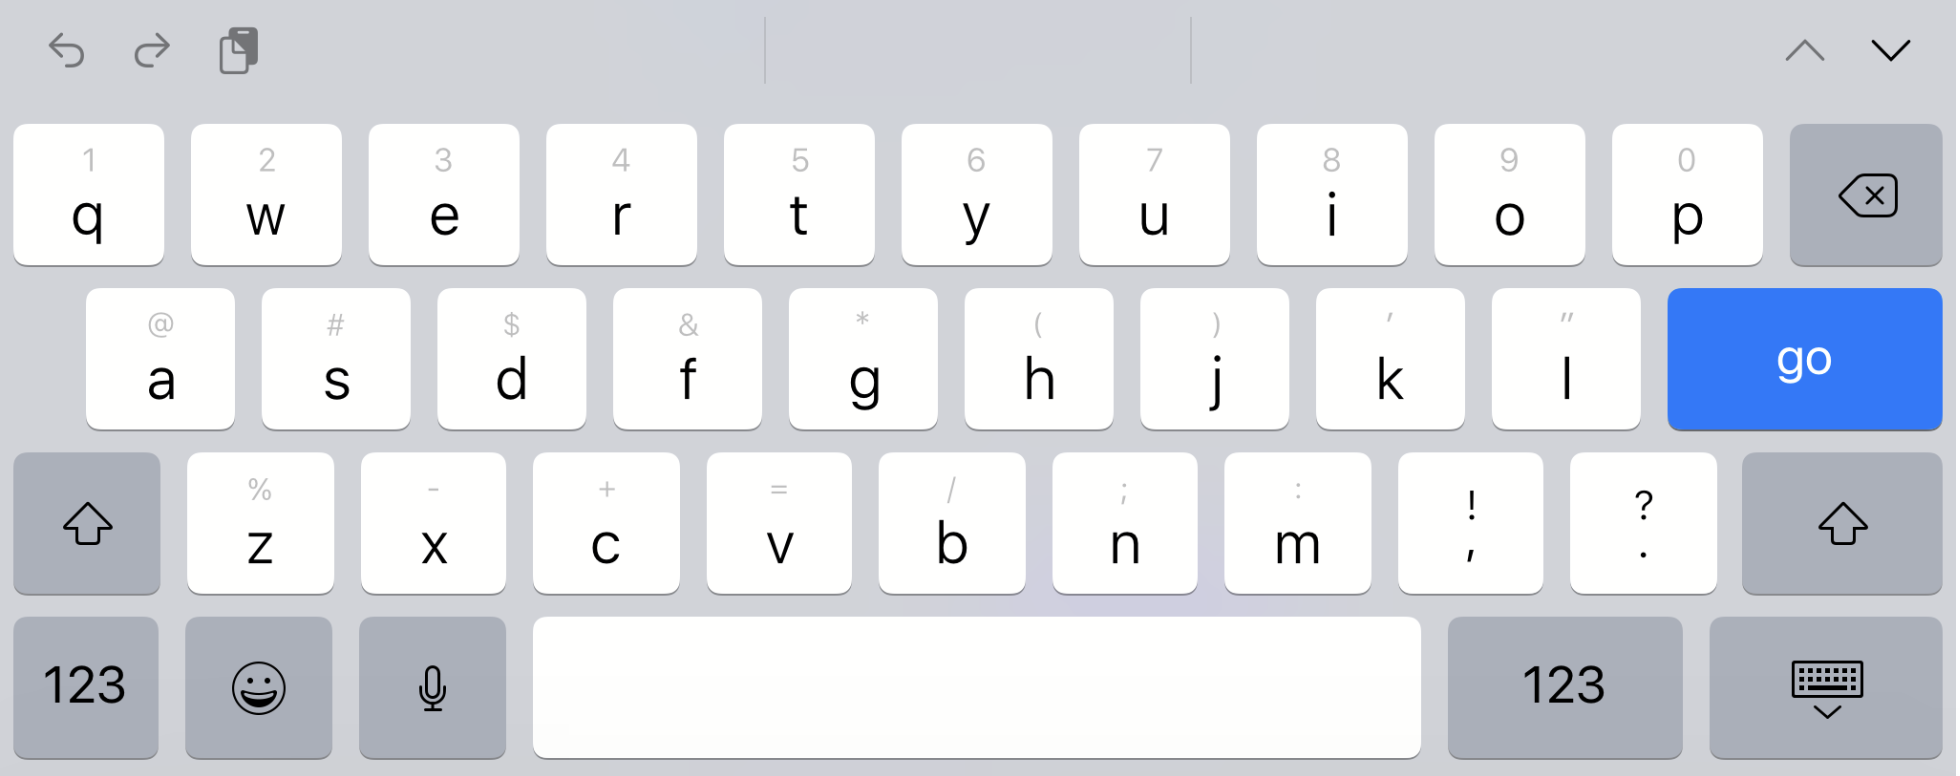 1 2 3 4 5 6 7 8 9 0
q w e r t y u i o p
@ # $ & * ( ) ' "
a s d f g h j k l go
% - + = / ; : ! ?
z x c v b n m , .
123 123